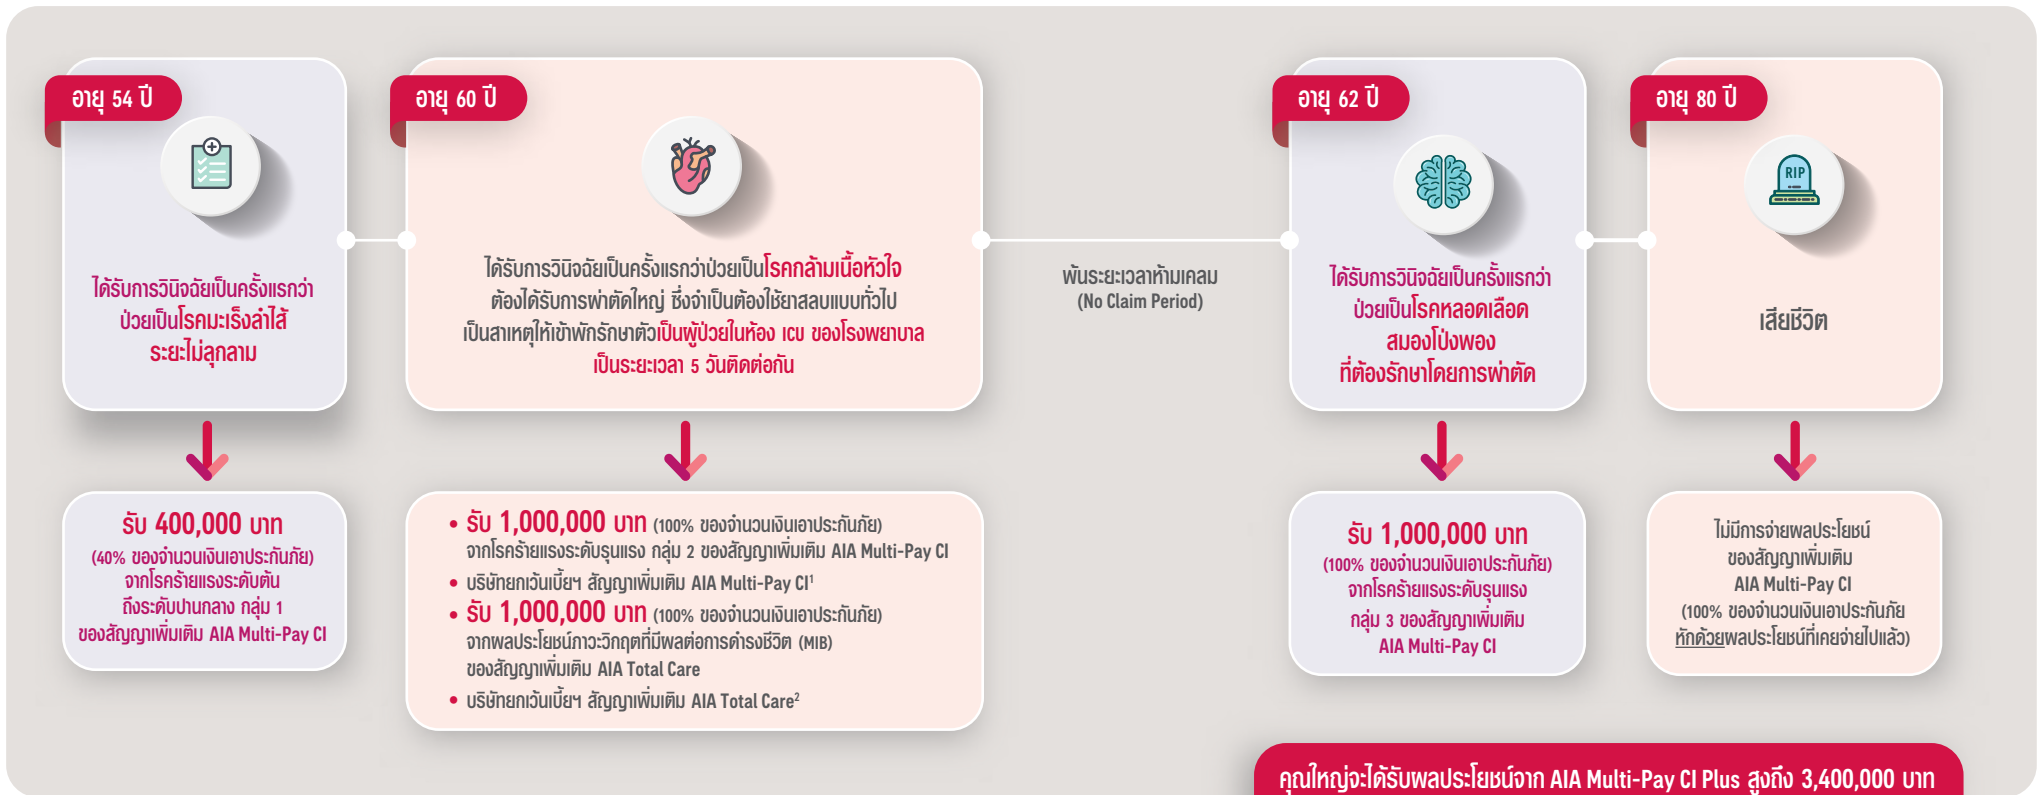 อายุ 54 ปี
ได้รับการวินิจฉัยเป็นครั้งแรกว่า
ป่วยเป็นโรคมะเร็งลำไส้
ระยะไม่ลุกลาม
รับ 400,000 บาท
(40% ของจำนวนเงินเอาประกันภัย)
จากโรคร้ายแรงระดับต้น
ถึงระดับปานกลาง กลุ่ม 1
ของสัญญาเพิ่มเติม AIA Multi-Pay CI
อายุ 60 ปี
ได้รับการวินิจฉัยเป็นครั้งแรกว่าป่วยเป็นโรคกล้ามเนื้อหัวใจ
ต้องได้รับการผ่าตัดใหญ่ ซึ่งจำเป็นต้องใช้ยาสลบแบบทั่วไป
เป็นสาเหตุให้เข้าพักรักษาตัวเป็นผู้ป่วยในห้อง ICU ของโรงพยาบาล
เป็นระยะเวลา 5 วันติดต่อกัน
• รับ 1,000,000 บาท (100% ของจำนวนเงินเอาประกันภัย)
จากโรคร้ายแรงระดับรุนแรง กลุ่ม 2 ของสัญญาเพิ่มเติม AIA Multi-Pay CI
• บริษัทยกเว้นเบี้ยฯ สัญญาเพิ่มเติม AIA Multi-Pay CI¹
• รับ 1,000,000 บาท (100% ของจำนวนเงินเอาประกันภัย)
จากผลประโยชน์ภาวะวิกฤตที่มีผลต่อการดำรงชีวิต (MIB)
ของสัญญาเพิ่มเติม AIA Total Care
• บริษัทยกเว้นเบี้ยฯ สัญญาเพิ่มเติม AIA Total Care²
พ้นระยะเวลาห้ามเคลม
(No Claim Period)
อายุ 62 ปี
ได้รับการวินิจฉัยเป็นครั้งแรกว่า
ป่วยเป็นโรคหลอดเลือด
สมองโป่งพอง
ที่ต้องรักษาโดยการผ่าตัด
รับ 1,000,000 บาท
(100% ของจำนวนเงินเอาประกันภัย)
จากโรคร้ายแรงระดับรุนแรง
กลุ่ม 3 ของสัญญาเพิ่มเติม
AIA Multi-Pay CI
อายุ 80 ปี
RIP
เสียชีวิต
ไม่มีการจ่ายผลประโยชน์
ของสัญญาเพิ่มเติม
AIA Multi-Pay CI
(100% ของจำนวนเงินเอาประกันภัย
หักด้วยผลประโยชน์ที่เคยจ่ายไปแล้ว)
คุณใหญ่จะได้รับผลประโยชน์จาก AIA Multi-Pay CI Plus สูงถึง 3,400,000 บาท